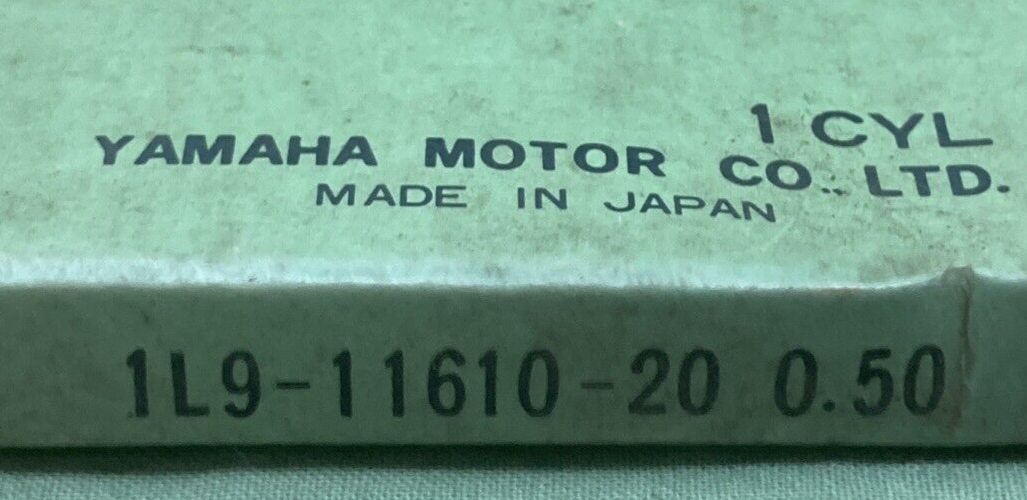 1 CYL
YAMAHA MOTOR CO., LTD.
MADE IN JAPAN
1L9-11610-20 0.50